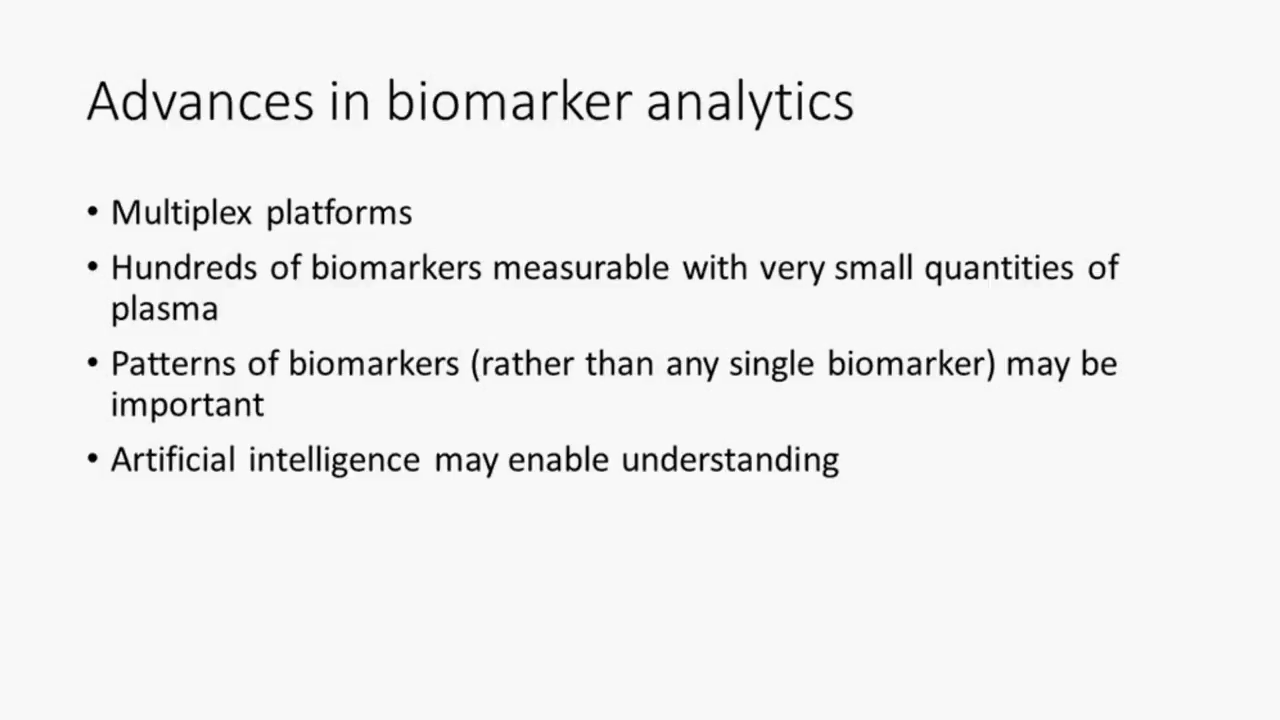 Advances in biomarker analytics
• Multiplex platforms
• Hundreds of biomarkers measurable with very small quantities of
plasma
• Patterns of biomarkers (rather than any single biomarker) may be
important
• Artificial intelligence may enable understanding